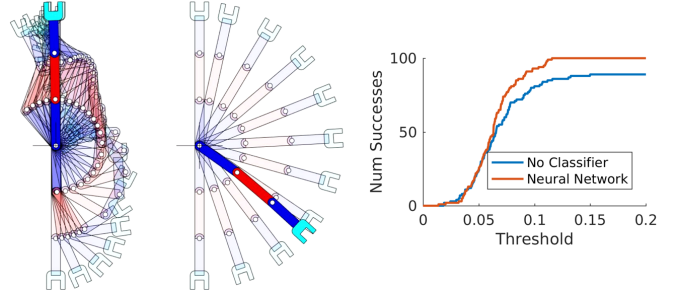 100
50
0
Num Successes
No Classifier
Neural Network
0 0.05 0.1 0.15 0.2
Threshold